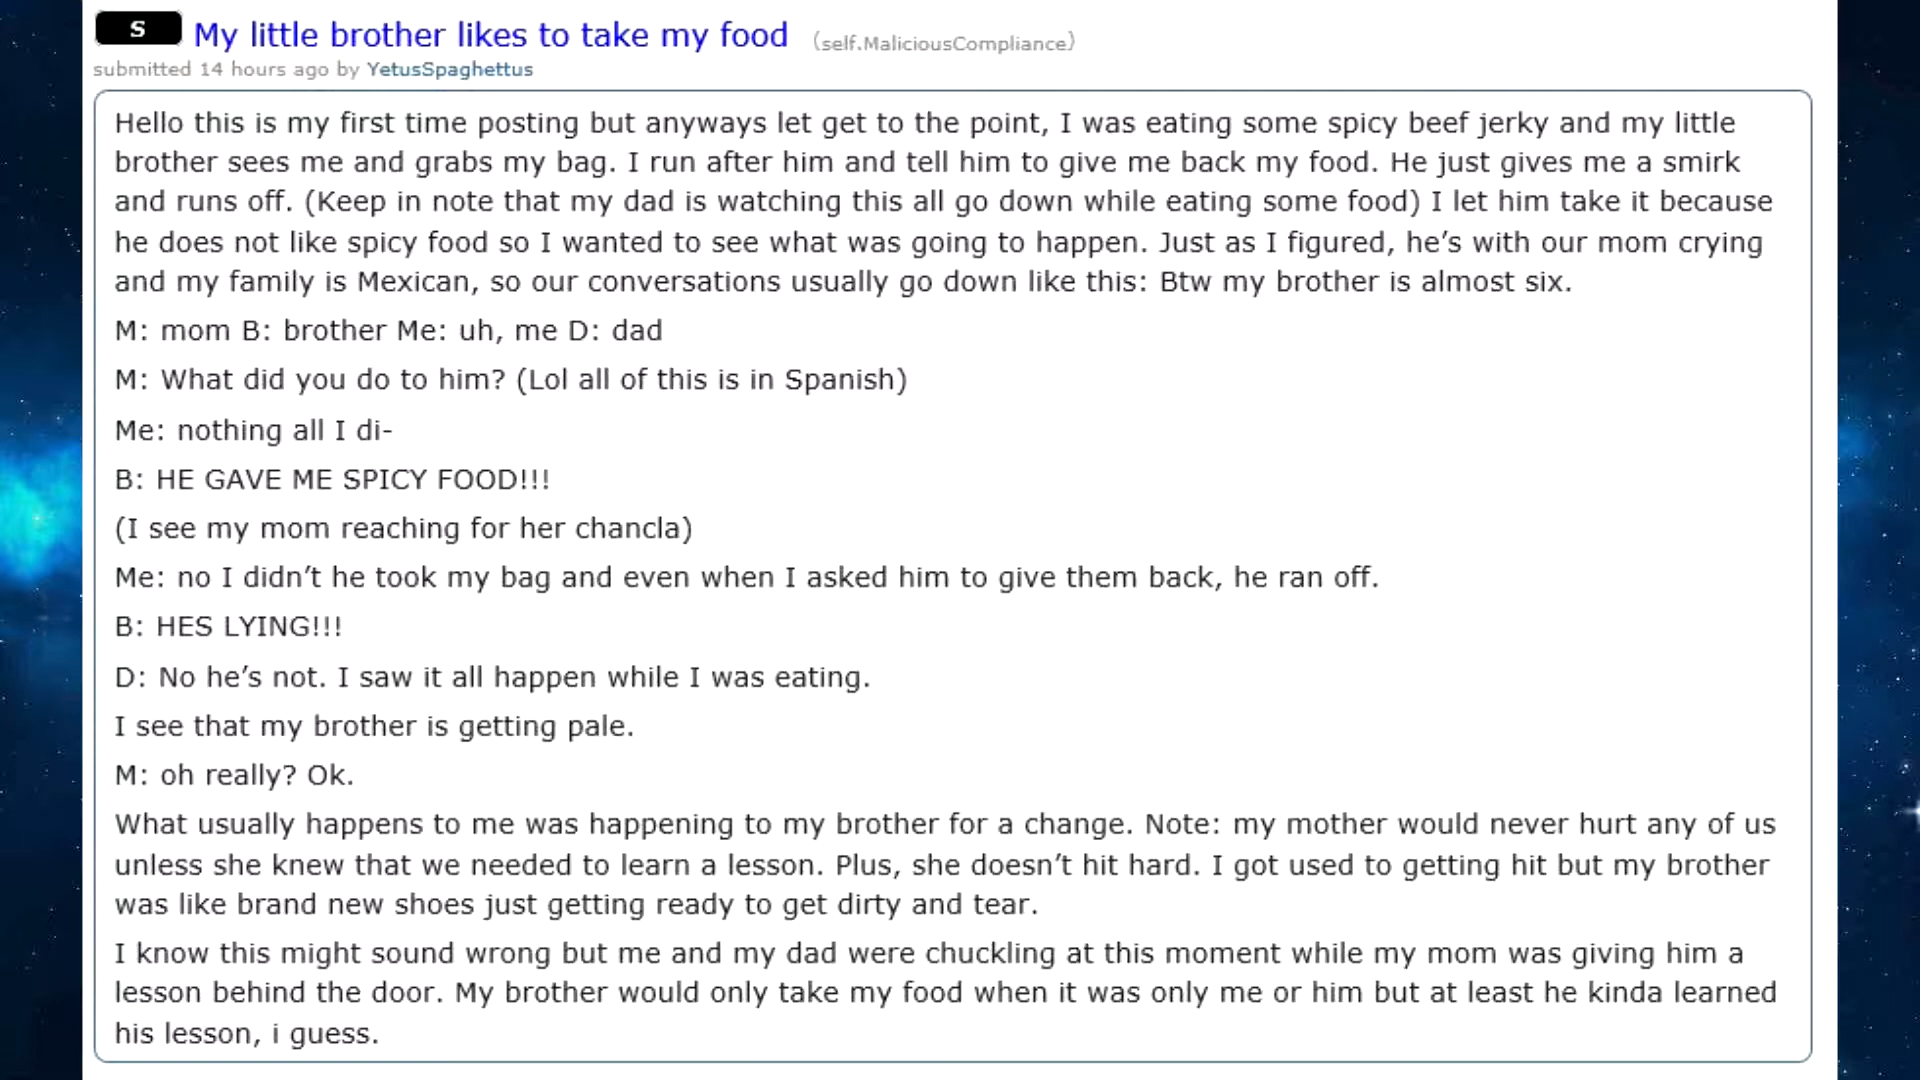 S My little brother likes to take my food (self.MaliciousCompliance)
submitted 14 hours ago by YetusSpaghettus
Hello this is my first time posting but anyways let get to the point, I was eating some spicy beef jerky and my little
brother sees me and grabs my bag. I run after him and tell him to give me back my food. He just gives me a smirk
and runs off. (Keep in note that my dad is watching this all go down while eating some food) I let him take it because
he does not like spicy food so I wanted to see what was going to happen. Just as I figured, he’s with our mom crying
and my family is Mexican, so our conversations usually go down like this: Btw my brother is almost six.
M: mom B: brother Me: uh, me D: dad
M: What did you do to him? (Lol all of this is in Spanish)
Me: nothing all I di-
B: HE GAVE ME SPICY FOOD!!!
(I see my mom reaching for her chancla)
Me: no I didn’t he took my bag and even when I asked him to give them back, he ran off.
B: HES LYING!!!
D: No he’s not. I saw it all happen while I was eating.
I see that my brother is getting pale.
M: oh really? Ok.
What usually happens to me was happening to my brother for a change. Note: my mother would never hurt any of us
unless she knew that we needed to learn a lesson. Plus, she doesn’t hit hard. I got used to getting hit but my brother
was like brand new shoes just getting ready to get dirty and tear.
I know this might sound wrong but me and my dad were chuckling at this moment while my mom was giving him a
lesson behind the door. My brother would only take my food when it was only me or him but at least he kinda learned
his lesson, i guess.